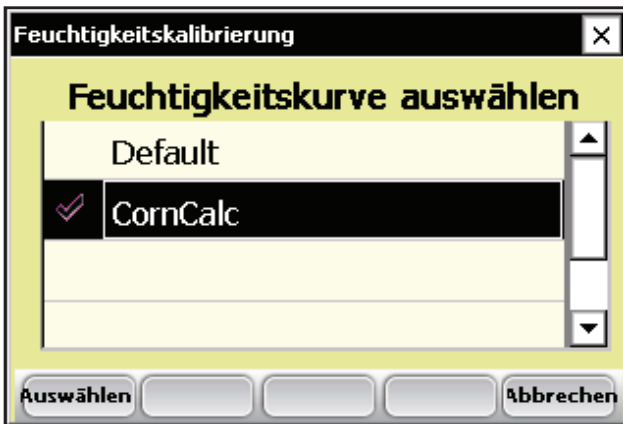 Feuchtigkeitskalibrierung
Feuchtigkeitskurve auswählen
Default
CornCalc
Auswählen Abbrechen